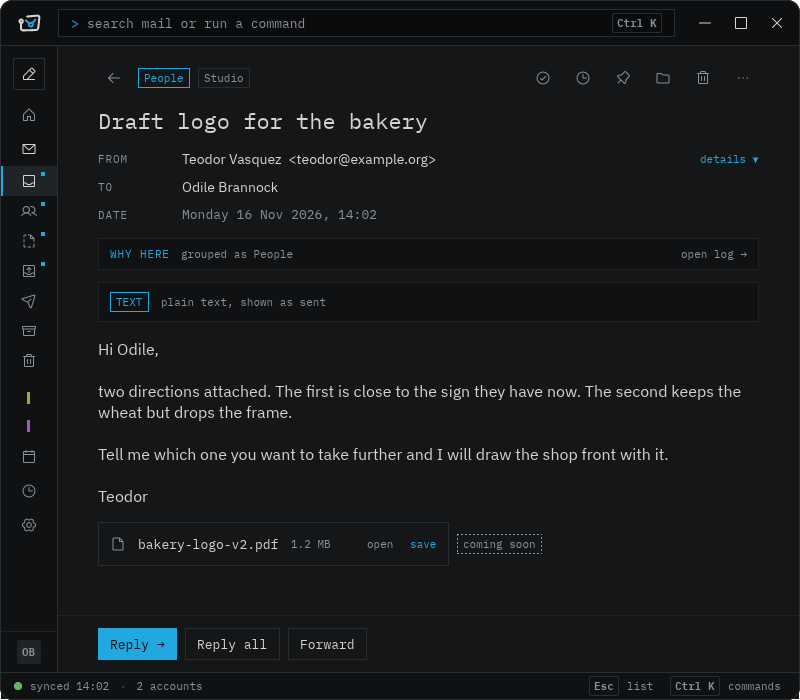 > search mail or run a command Ctrl K
People Studio
Draft logo for the bakery
FROM Teodor Vasquez <teodor@example.org> details ▾
TO Odile Brannock
DATE Monday 16 Nov 2026, 14:02
WHY HERE grouped as People open log →
TEXT plain text, shown as sent
Hi Odile,
two directions attached. The first is close to the sign they have now. The second keeps the
wheat but drops the frame.
Tell me which one you want to take further and I will draw the shop front with it.
Teodor
bakery-logo-v2.pdf 1.2 MB open save coming soon
Reply → Reply all Forward
OB
synced 14:02 · 2 accounts Esc list Ctrl K commands